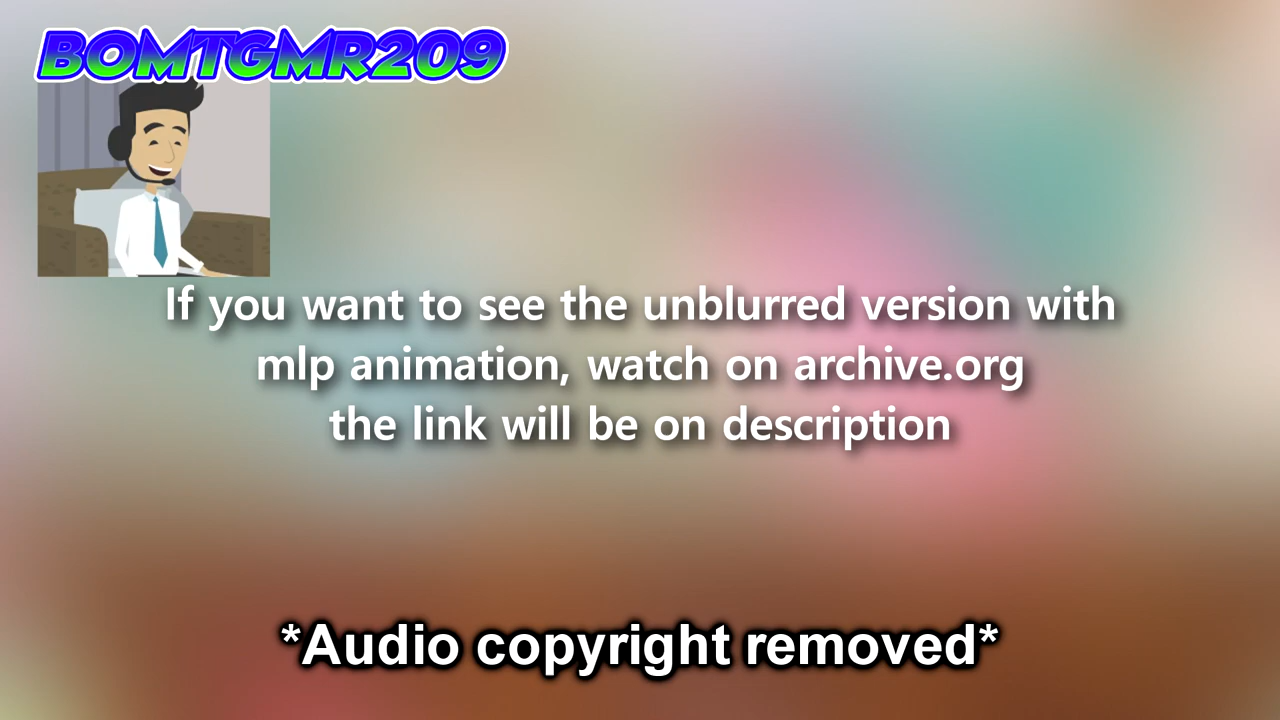 BOMTGMR209
If you want to see the unblurred version with
mlp animation, watch on archive.org
the link will be on description
*Audio copyright removed*